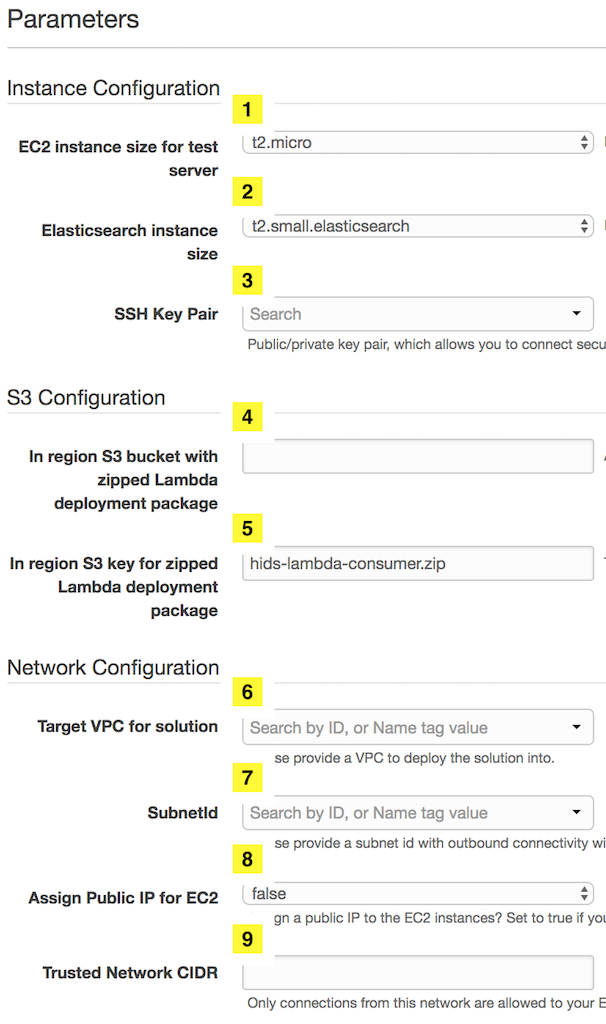 Parameters
Instance Configuration
1
EC2 instance size for test
server
t2.micro
2
Elasticsearch instance
size
t2.small.elasticsearch
3
SSH Key Pair
Search
Public/private key pair, which allows you to connect secu
S3 Configuration
4
In region S3 bucket with
zipped Lambda
deployment package
5
In region S3 key for zipped
Lambda deployment
package
hids-lambda-consumer.zip
Network Configuration
6
Target VPC for solution
Search by ID, or Name tag value
se provide a VPC to deploy the solution into.
7
SubnetId
Search by ID, or Name tag value
se provide a subnet id with outbound connectivity wi
8
Assign Public IP for EC2
false
gn a public IP to the EC2 instances? Set to true if you
9
Trusted Network CIDR
Only connections from this network are allowed to your E